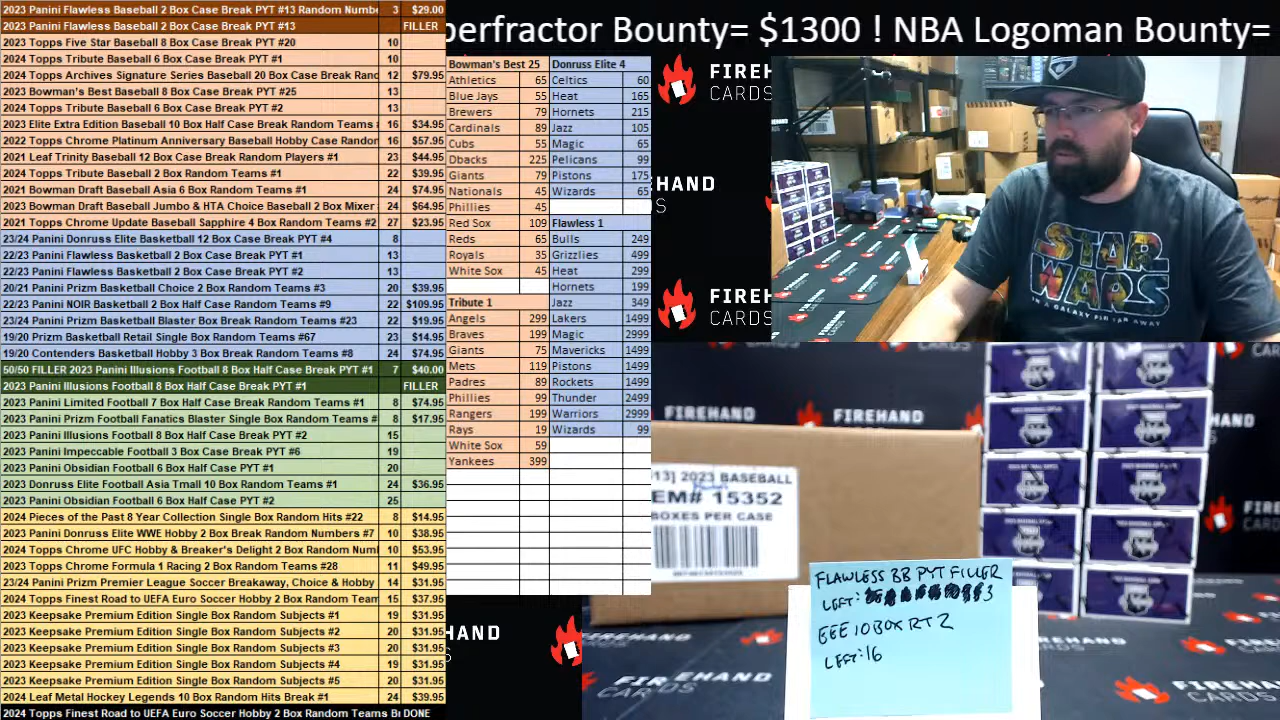 perfractor Bounty= $1300 ! NBA Logoman Bounty=
2023 Panini Flawless Baseball 2 Box Case Break PYT #13 Random Numbe 3 $29.00
2023 Panini Flawless Baseball 2 Box Case Break PYT #13 FILLER
2023 Topps Five Star Baseball 8 Box Case Break PYT #20 10
2024 Topps Tribute Baseball 6 Box Case Break PYT #1 10
2024 Topps Archives Signature Series Baseball 20 Box Case Break Ranc 12 $79.95
2023 Bowman's Best Baseball 8 Box Case Break PYT #25 13
2024 Topps Tribute Baseball 6 Box Case Break PYT #2 13
2023 Elite Extra Edition Baseball 10 Box Half Case Break Random Teams 16 $34.95
2022 Topps Chrome Platinum Anniversary Baseball Hobby Case Randon 16 $57.95
2021 Leaf Trinity Baseball 12 Box Case Break Random Players #1 23 $44.95
2024 Topps Tribute Baseball 2 Box Random Teams #1 22 $39.95
2021 Bowman Draft Baseball Asia 6 Box Random Teams #1 24 $74.95
2023 Bowman Draft Baseball Jumbo & HTA Choice Baseball 2 Box Mixer 24 $64.95
2021 Topps Chrome Update Baseball Sapphire 4 Box Random Teams #2 27 $23.95
23/24 Panini Donruss Elite Basketball 12 Box Case Break PYT #4 8
22/23 Panini Flawless Basketball 2 Box Case Break PYT #1 13
22/23 Panini Flawless Basketball 2 Box Case Break PYT #2 13
20/21 Panini Prizm Basketball Choice 2 Box Random Teams #3 20 $39.95
22/23 Panini NOIR Basketball 2 Box Half Case Random Teams #9 22 $109.95
23/24 Panini Prizm Basketball Blaster Box Break Random Teams #23 22 $19.95
19/20 Prizm Basketball Retail Single Box Random Teams #67 23 $14.95
19/20 Contenders Basketball Hobby 3 Box Break Random Teams #8 24 $74.95
50/50 FILLER 2023 Panini Illusions Football 8 Box Half Case Break PYT #1 7 $40.00
2023 Panini Illusions Football 8 Box Half Case Break PYT #1 FILLER
2023 Panini Limited Football 7 Box Half Case Random Teams #1 8 $74.95
2023 Panini Prizm Football Fanatics Blaster Single Box Random Teams # 8 $17.95
2023 Panini Illusions Football 8 Box Half Case Break PYT #2 15
2023 Panini Impeccable Football 3 Box Case Break PYT #6 19
2023 Panini Obsidian Football 6 Box Half Case PYT #1 20
2023 Donruss Elite Football Asia Tmall 10 Box Random Teams #1 24 $36.95
2023 Panini Obsidian Football 6 Box Half Case PYT #2 25
2024 Pieces of the Past 8 Year Collection Single Box Random Hits #22 8 $14.95
2023 Panini Donruss Elite WWE Hobby 2 Box Random Numbers #7 10 $38.95
2024 Topps Chrome UFC Hobby & Breaker's Delight 2 Box Random Numl 10 $53.95
2023 Topps Chrome Formula 1 Racing 2 Box Random Teams #28 11 $49.95
23/24 Panini Prizm Premier League Soccer Breakaway, Choice & Hobby 14 $31.95
2024 Topps Finest Road to UEFA Euro Soccer Hobby 2 Box Random Team 15 $37.95
2023 Keepsake Premium Edition Single Box Random Subjects #1 19 $31.95
2023 Keepsake Premium Edition Single Box Random Subjects #2 20 $31.95
2023 Keepsake Premium Edition Single Box Random Subjects #3 20 $31.95
2023 Keepsake Premium Edition Single Box Random Subjects #4 19 $31.95
2023 Keepsake Premium Edition Single Box Random Subjects #5 20 $31.95
2024 Leaf Metal Hockey Legends 10 Box Random Hits Break #1 24 $39.95
2024 Topps Finest Road to UEFA Euro Soccer Hobby 2 Box Random Teams B DONE
Bowman's Best 25
Athletics 65
Blue Jays 55
Brewers 79
Cardinals 89
Cubs 55
Dbacks 225
Giants 79
Nationals 45
Phillies 45
Red Sox 109
Reds 65
Royals 35
White Sox 45
Tribute 1
Angels 299
Braves 199
Giants 75
Mets 119
Padres 89
Phillies 99
Rangers 199
Rays 19
White Sox 59
Yankees 399
Donruss Elite 4
Celtics 60
Heat 165
Hornets 215
Jazz 105
Magic 65
Pelicans 99
Pistons 175
Wizards 65
Flawless 1
Bulls 249
Grizzlies 499
Heat 299
Hornets 199
Jazz 349
Lakers 1499
Magic 2999
Mavericks 1499
Pistons 1499
Rockets 1499
Thunder 2499
Warriors 2999
Wizards 99
FIREH
CARDS
EHAND
S
FIREH
CARDS
HAND
STAR
WARS
IN A GALAXY FAR FAR AWAY
FIREHAND
FIREHAND
13] 2023 BASEBALL
EM# 15352
BOXES PER CASE
FLAWLESS BB PYT FILLER
LEFT: 3
EEE 10 BOX RT 2
LEFT: 16
FIREHAND
CARDS
FIREHAND
CARDS